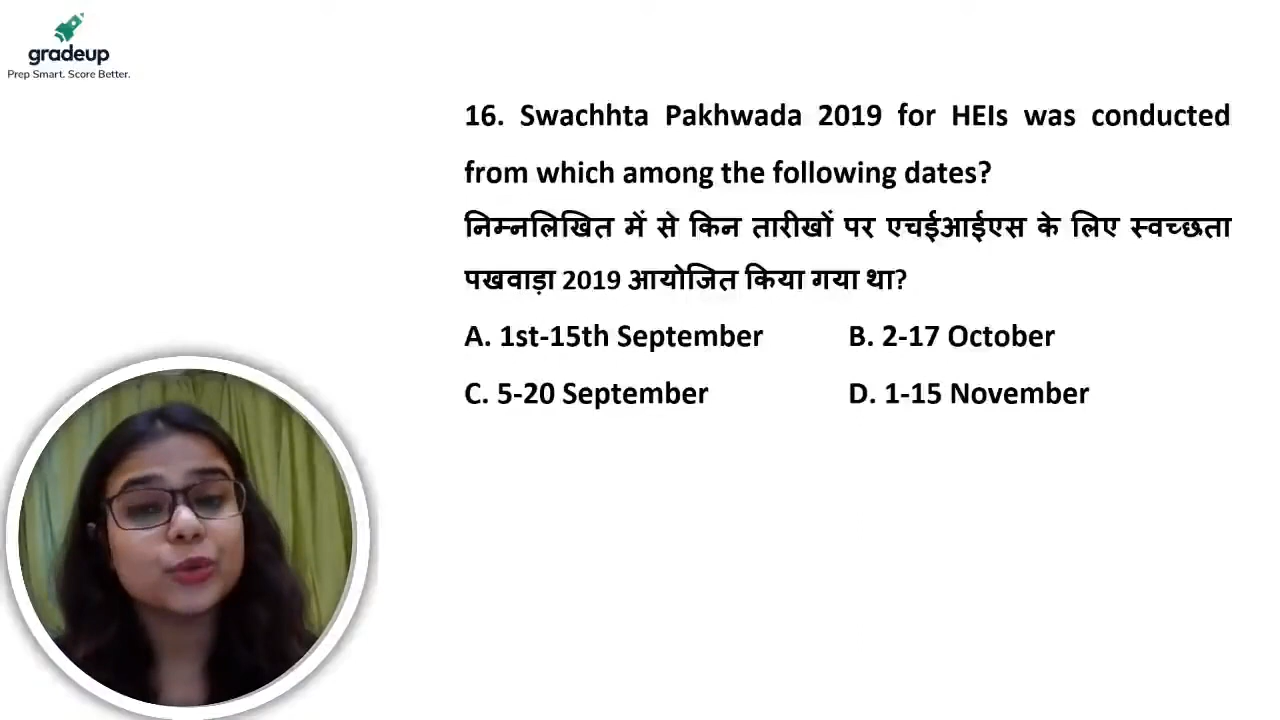 gradeup
Prep Smart. Score Better.
16. Swachhta Pakhwada 2019 for HEIs was conducted
from which among the following dates?
निम्नलिखित में से किन तारीखों पर एचईआईएस के लिए स्वच्छता
पखवाड़ा 2019 आयोजित किया गया था?
A. 1st-15th September B. 2-17 October
C. 5-20 September D. 1-15 November